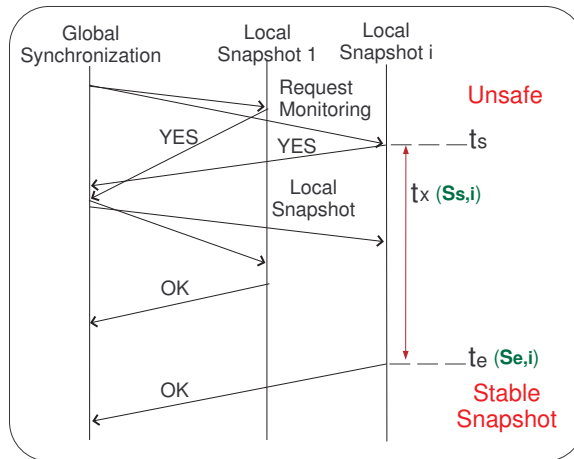 Global
Synchronization
Local
Snapshot 1
Local
Snapshot i
Request
Monitoring
Unsafe
YES
YES
ts
tx (Ss,i)
Local
Snapshot
OK
te (Se,i)
OK
Stable
Snapshot